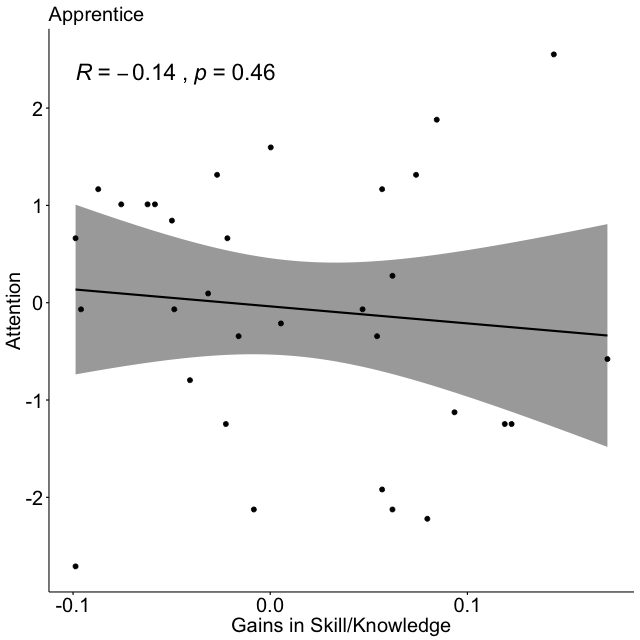 Apprentice
R = −0.14 , p = 0.46
2
1
0
-1
-2
Attention
-0.1
0.0
0.1
Gains in Skill/Knowledge